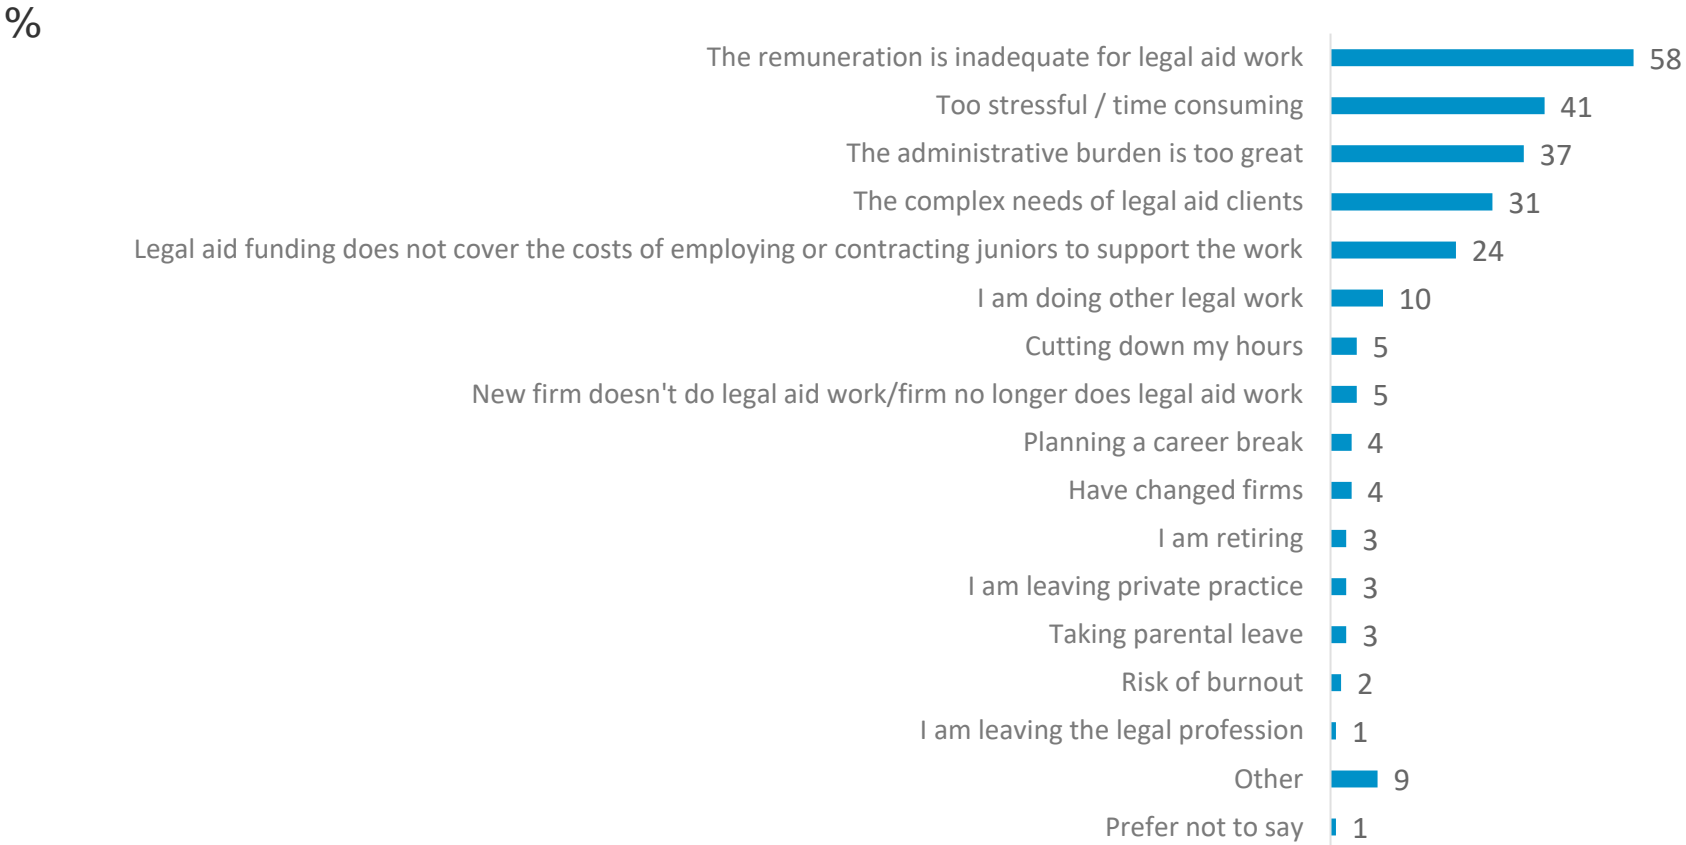 %
The remuneration is inadequate for legal aid work 58
Too stressful / time consuming 41
The administrative burden is too great 37
The complex needs of legal aid clients 31
Legal aid funding does not cover the costs of employing or contracting juniors to support the work 24
I am doing other legal work 10
Cutting down my hours 5
New firm doesn't do legal aid work/firm no longer does legal aid work 5
Planning a career break 4
Have changed firms 4
I am retiring 3
I am leaving private practice 3
Taking parental leave 3
Risk of burnout 2
I am leaving the legal profession 1
Other 9
Prefer not to say 1